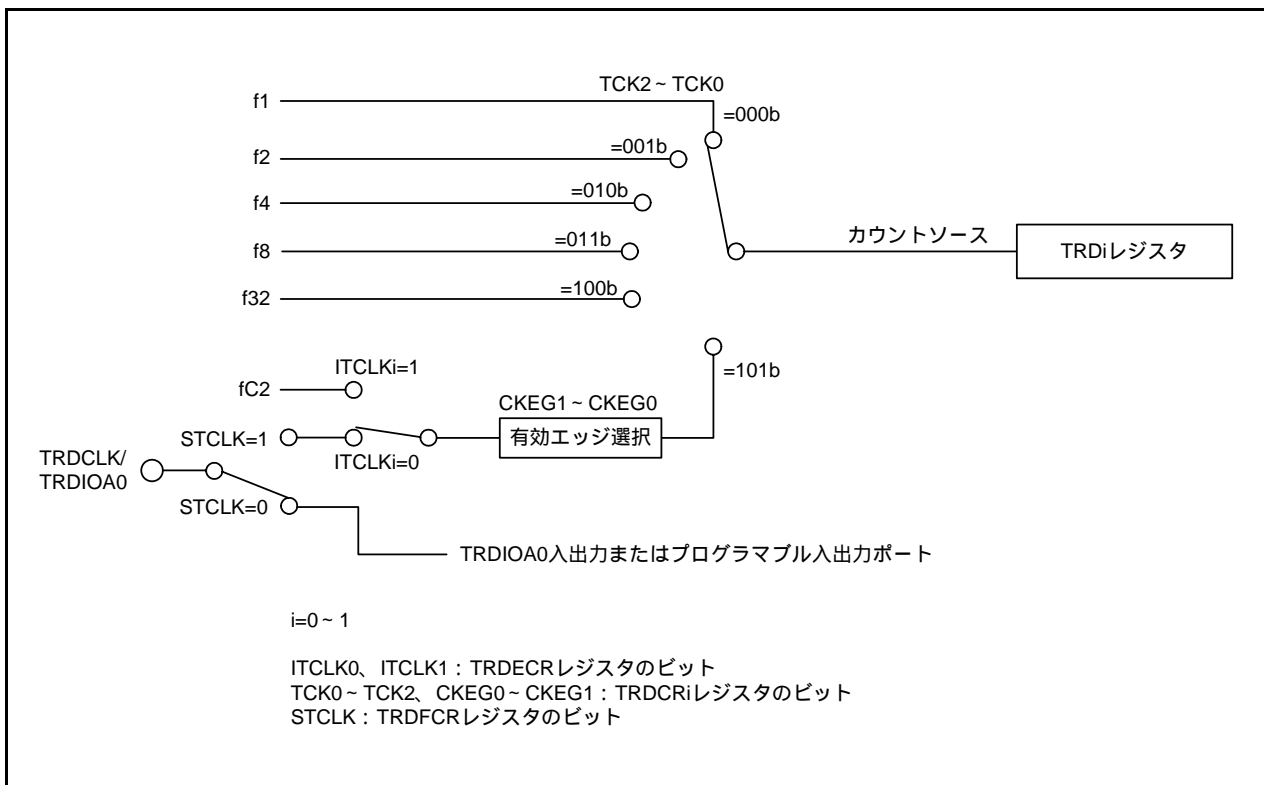 TCK2 ~ TCK0
f1
=000b
f2
=001b
f4
=010b
f8
=011b
カウントソース
TRDiレジスタ
f32
=100b
ITCLKi=1
fC2
=101b
CKEG1 ~ CKEG0
STCLK=1
有効エッジ選択
ITCLKi=0
TRDCLK/
TRDIOA0
STCLK=0
TRDIOA0入出力またはプログラマブル入出力ポート
i=0 ~ 1
ITCLK0、ITCLK1：TRDECRレジスタのビット
TCK0 ~ TCK2、CKEG0 ~ CKEG1：TRDCRiレジスタのビット
STCLK：TRDFCRレジスタのビット